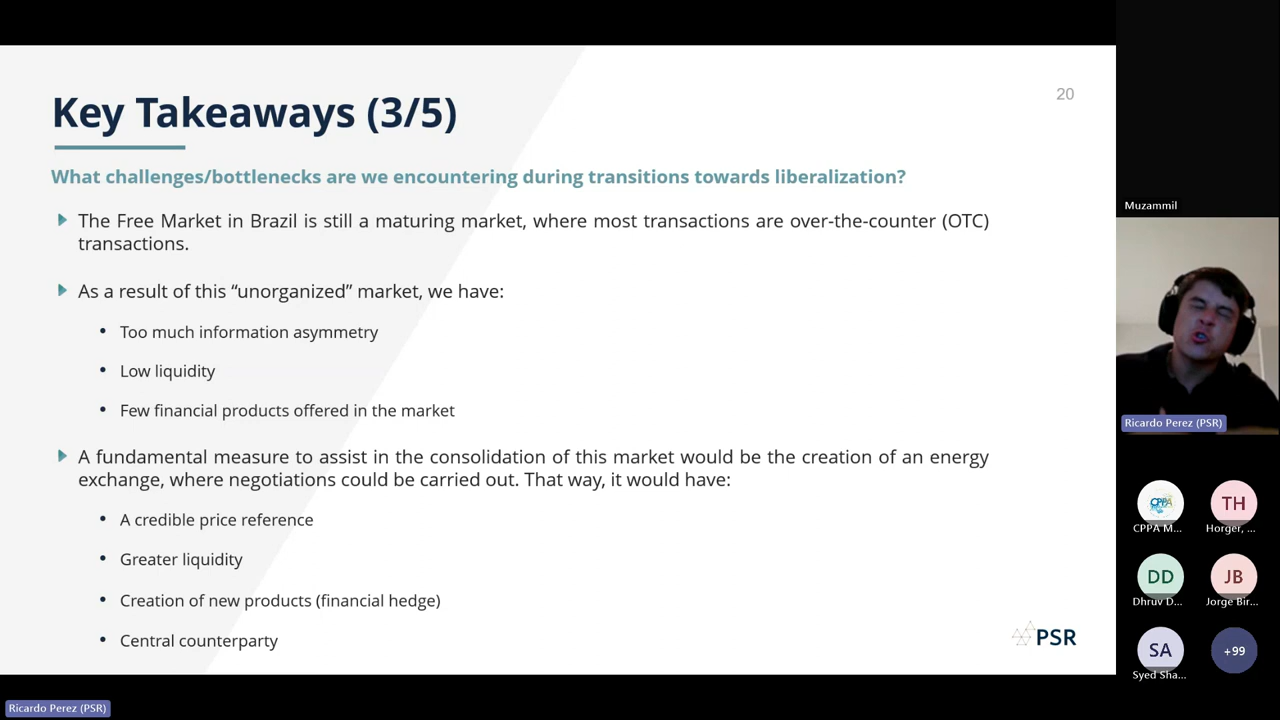 20
Key Takeaways (3/5)
What challenges/bottlenecks are we encountering during transitions towards liberalization?
The Free Market in Brazil is still a maturing market, where most transactions are over-the-counter (OTC)
transactions.
As a result of this “unorganized” market, we have:
• Too much information asymmetry
• Low liquidity
• Few financial products offered in the market
A fundamental measure to assist in the consolidation of this market would be the creation of an energy
exchange, where negotiations could be carried out. That way, it would have:
• A credible price reference
• Greater liquidity
• Creation of new products (financial hedge)
• Central counterparty
PSR
Muzammil
Ricardo Perez (PSR)
CPPA
CPPA M...
TH
Horger, ...
DD
Dhruv D...
JB
Jorge Bir...
SA
Syed Sha...
+99
Ricardo Perez (PSR)